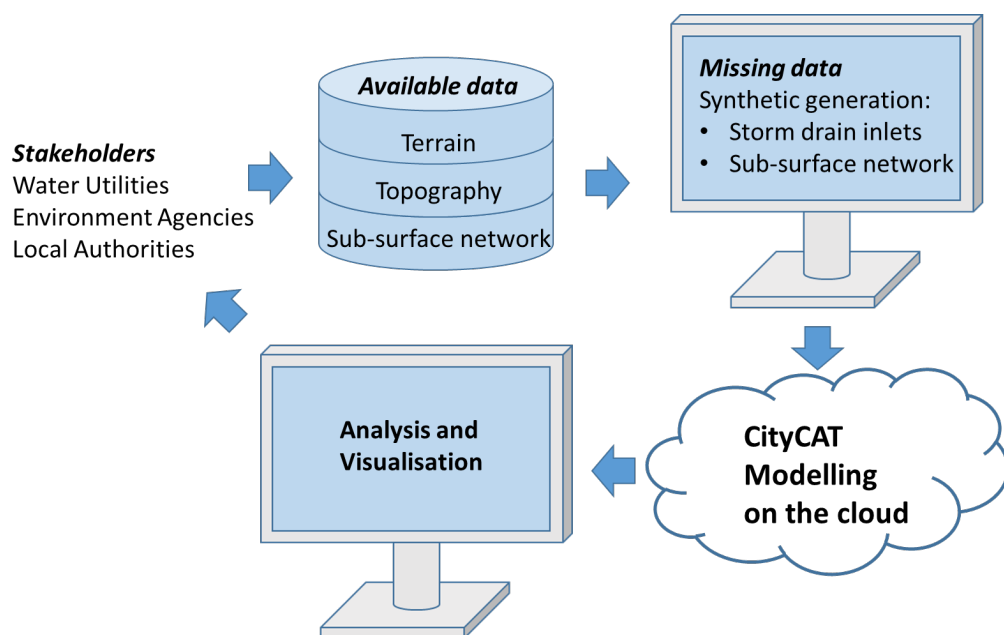 Stakeholders
Water Utilities
Environment Agencies
Local Authorities
Available data
Terrain
Topography
Sub-surface network
Missing data
Synthetic generation:
• Storm drain inlets
• Sub-surface network
CityCAT
Modelling
on the cloud
Analysis and
Visualisation